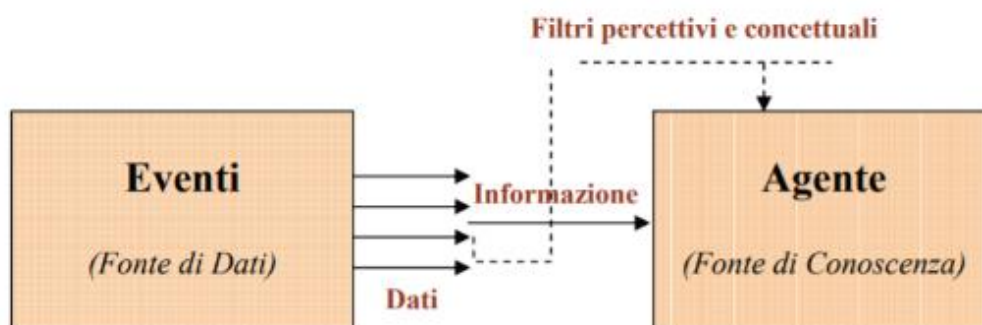 Filtri percettivi e concettuali
Eventi
(Fonte di Dati)
Informazione
Dati
Agente
(Fonte di Conoscenza)